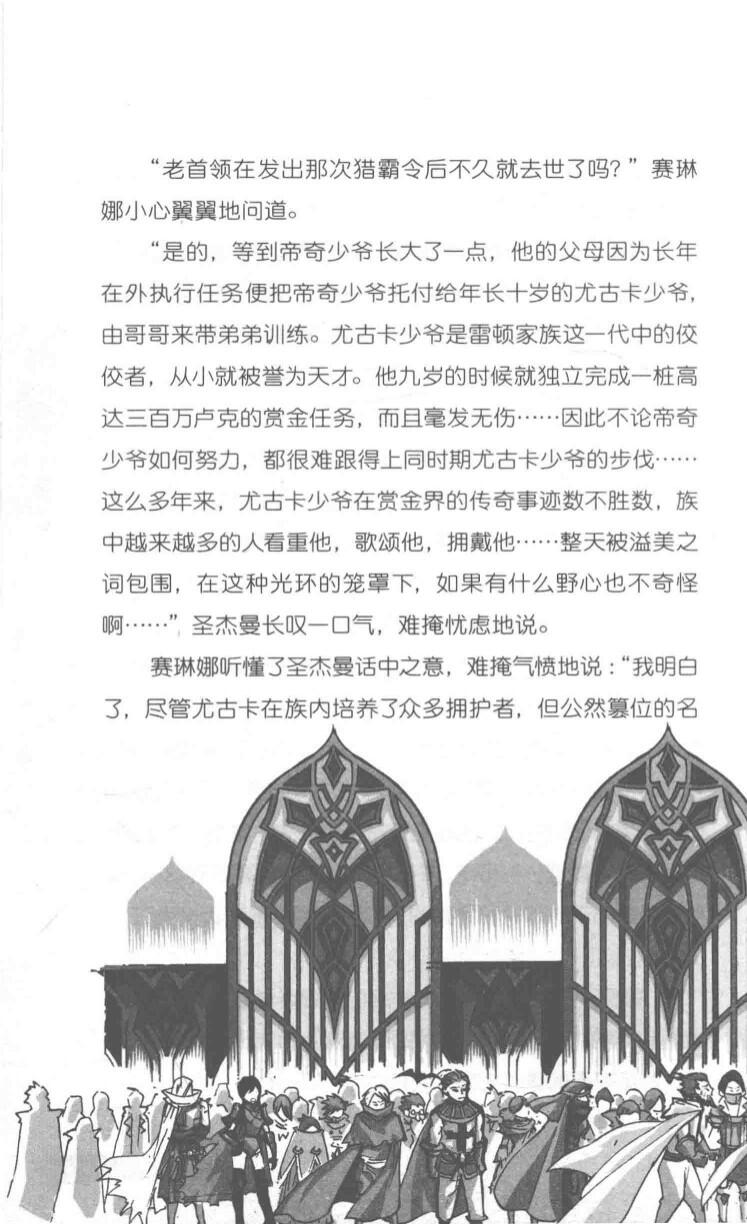 “老首领在发出那次猎霸令后不久就去世了吗？”赛琳
娜小心翼翼地问道。
“是的，等到帝奇少爷长大了一点，他的父母因为长年
在外执行任务便把帝奇少爷托付给年长十岁的尤古卡少爷，
由哥哥来带弟弟训练。尤古卡少爷是雷顿家族这一代中的佼
佼者，从小就被誉为天才。他九岁的时候就独立完成一桩高
达三百万卢克的赏金任务，而且毫发无伤……因此不论帝奇
少爷如何努力，都很难跟得上同时期尤古卡少爷的步伐……
这么多年来，尤古卡少爷在赏金界的传奇事迹数不胜数，族
中越来越多的人看重他，歌颂他，拥戴他……整天被溢美之
词包围，在这种光环的笼罩下，如果有什么野心也不奇怪
啊……”圣杰曼长叹一口气，难掩忧虑地说。
赛琳娜听懂了圣杰曼话中之意，难掩气愤地说：“我明白
了，尽管尤古卡在族内培养了众多拥护者，但公然篡位的名